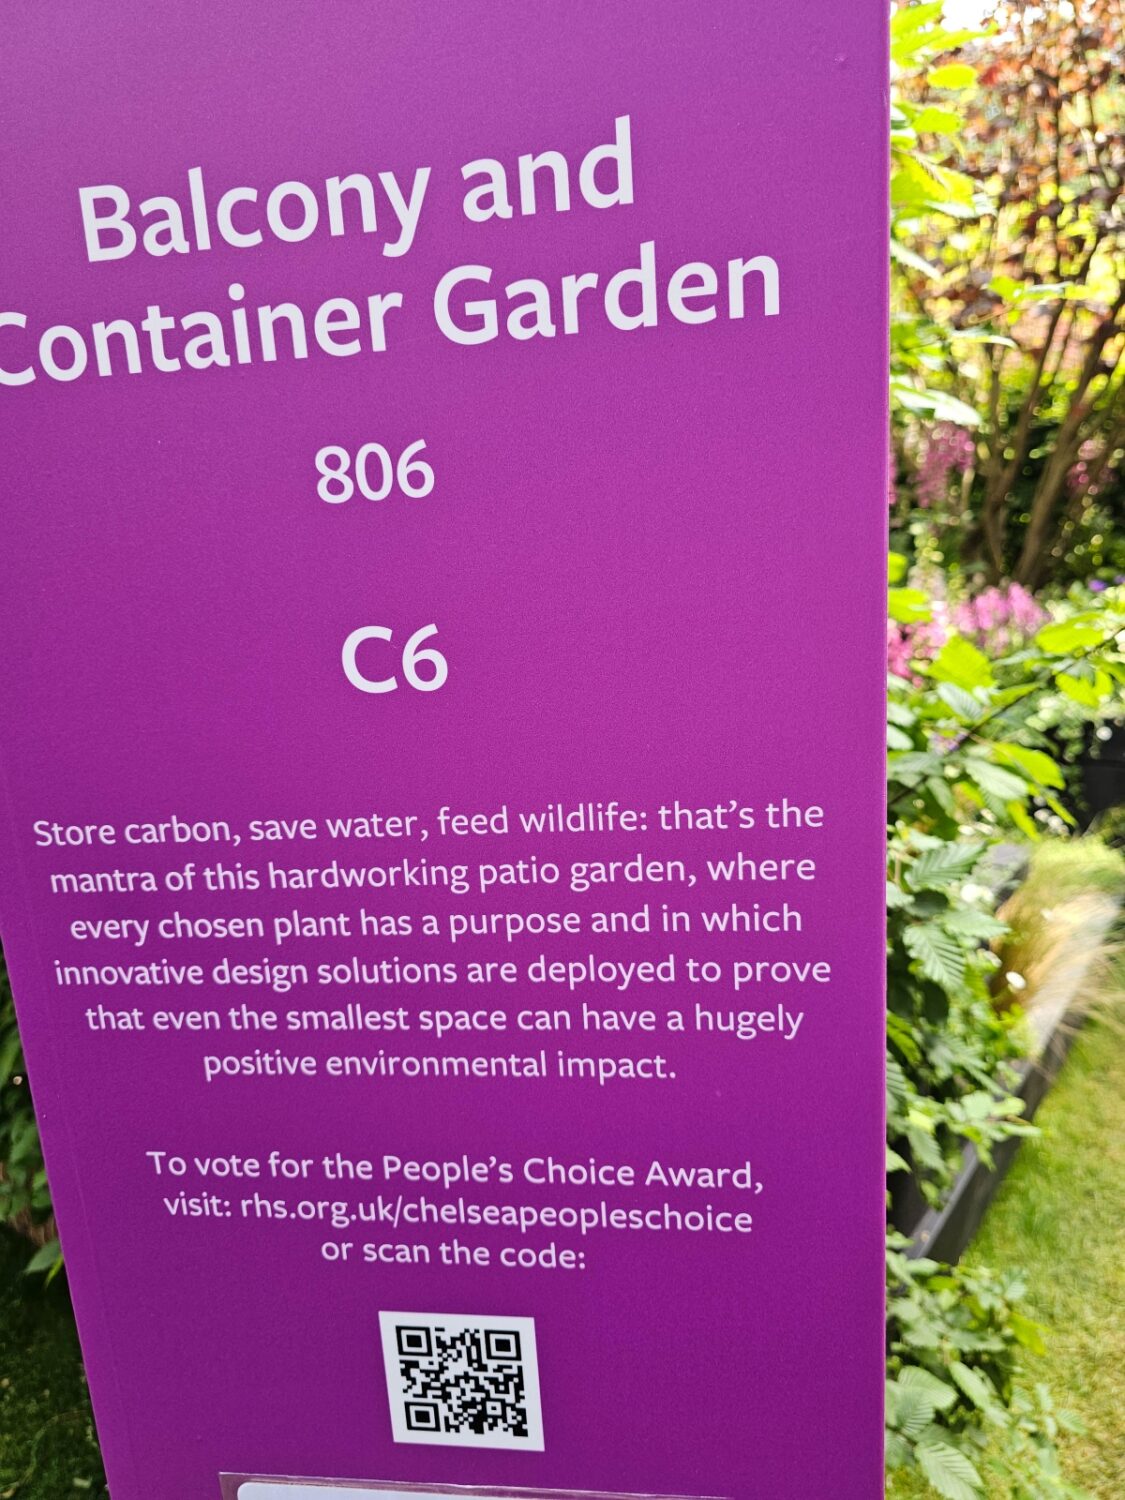 Balcony and
Container Garden
806
C6
Store carbon, save water, feed wildlife: that's the
mantra of this hardworking patio garden, where
every chosen plant has a purpose and in which
innovative design solutions are deployed to prove
that even the smallest space can have a hugely
positive environmental impact.
To vote for the People's Choice Award,
visit: rhs.org.uk/chelseapeopleschoice
or scan the code: